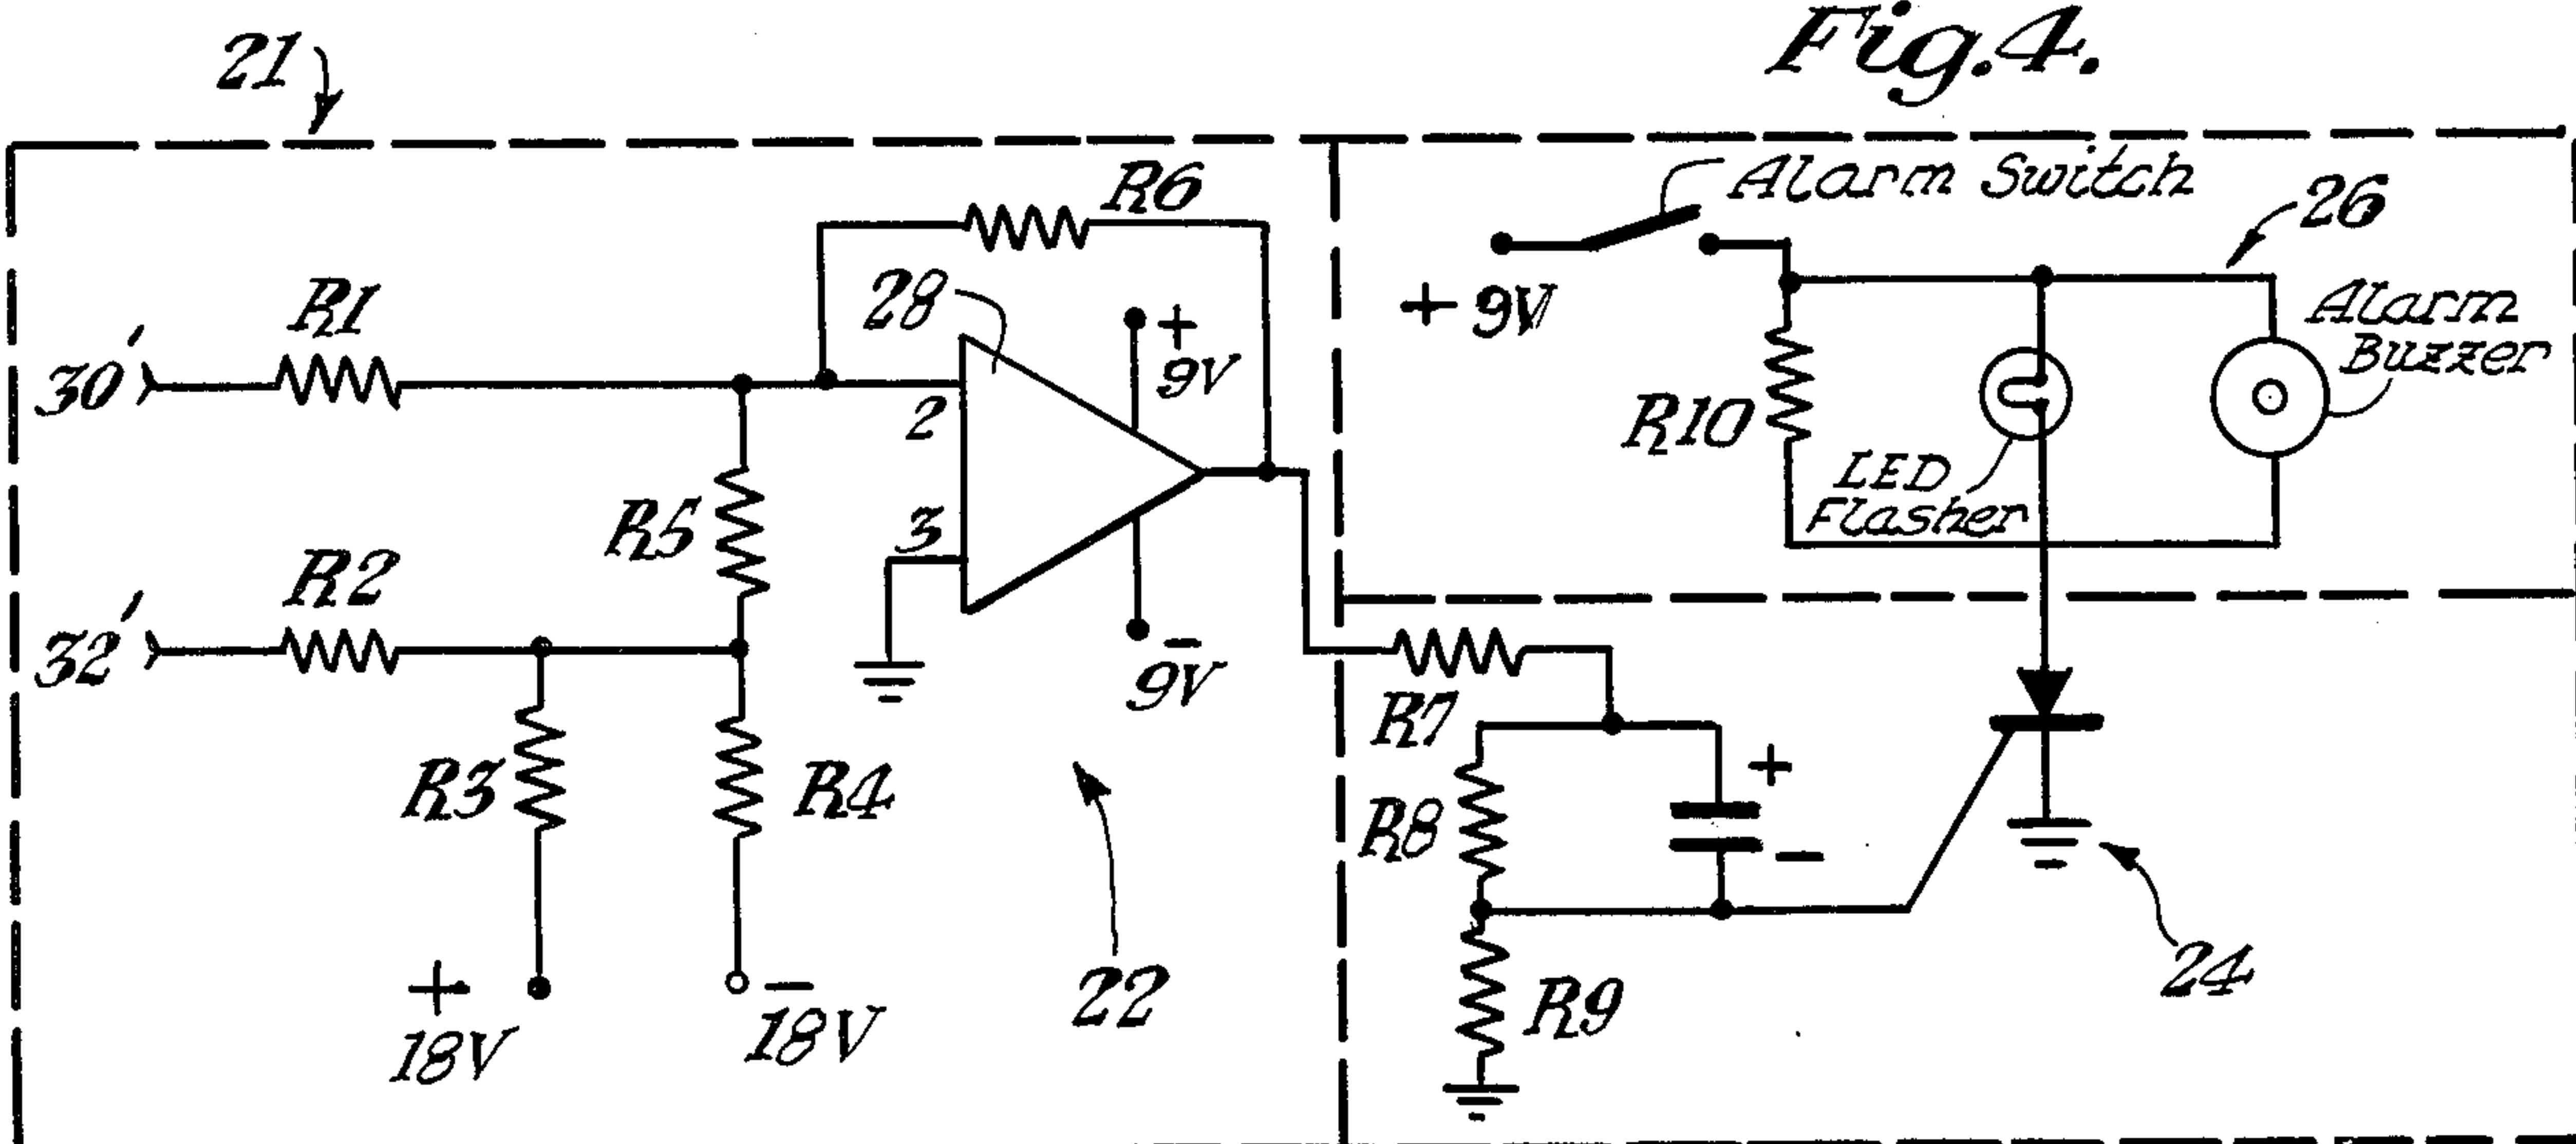 Fig.4.
21
Alarm Switch
26
R6
28
R1
+
9V
+ 9V
Alarm
Buzzer
30'
2
R10
LED
Flasher
R5
3
R2
32'
-
9V
R7
R3
R4
R8
+
-
24
R9
22
+
18V
-
18V